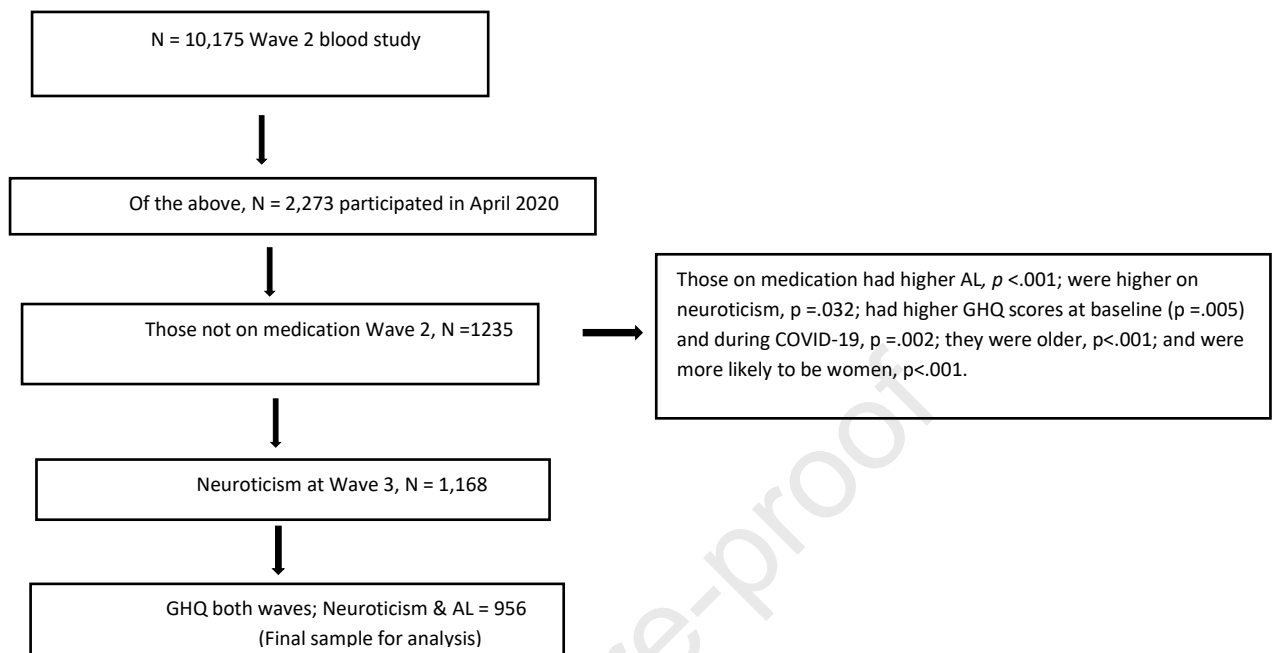 N = 10,175 Wave 2 blood study
Of the above, N = 2,273 participated in April 2020
Those not on medication Wave 2, N =1235
Those on medication had higher AL, p <.001; were higher on
neuroticism, p =.032; had higher GHQ scores at baseline (p =.005)
and during COVID-19, p =.002; they were older, p<.001; and were
more likely to be women, p<.001.
Neuroticism at Wave 3, N = 1,168
GHQ both waves; Neuroticism & AL = 956
(Final sample for analysis)
re-proof